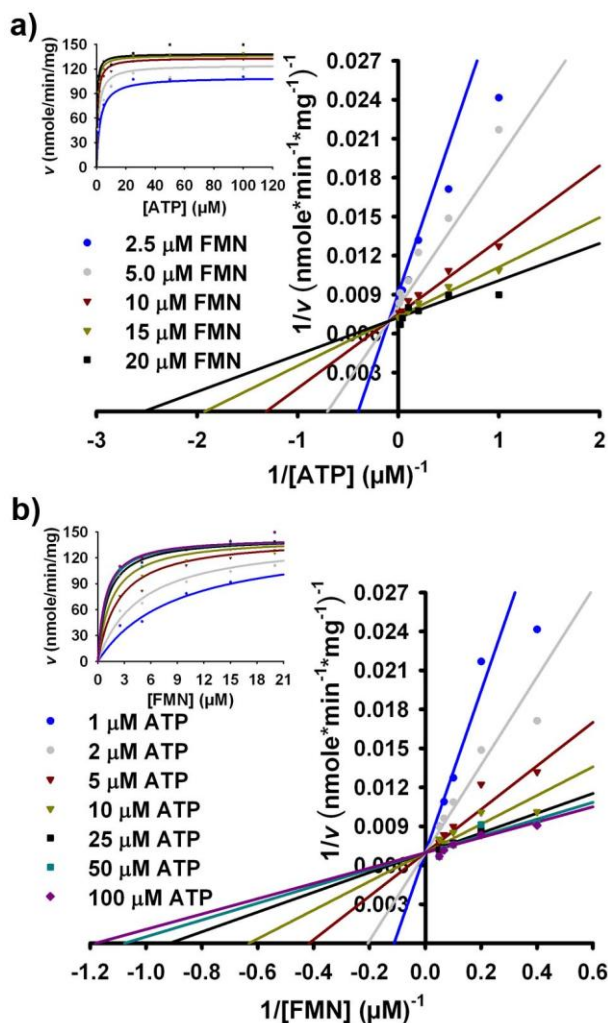 a)
150
120
90
60
30
0
v (nmole/min/mg)
0 20 40 60 80 100 120
[ATP] (µM)
2.5 µM FMN
5.0 µM FMN
10 µM FMN
15 µM FMN
20 µM FMN
0.027
0.024
0.021
0.018
0.015
0.012
0.009
0.006
0.003
1/v (nmole*min⁻¹*mg⁻¹)⁻¹
-3 -2 -1 0 1 2
1/[ATP] (µM)⁻¹
b)
150
120
90
60
30
0
v (nmole/min/mg)
0 3 6 9 12 15 18 21
[FMN] (µM)
1 µM ATP
2 µM ATP
5 µM ATP
10 µM ATP
25 µM ATP
50 µM ATP
100 µM ATP
0.027
0.024
0.021
0.018
0.015
0.012
0.009
0.003
1/v (nmole*min⁻¹*mg⁻¹)⁻¹
-1.2 -1.0 -0.8 -0.6 -0.4 -0.2 0.0 0.2 0.4 0.6
1/[FMN] (µM)⁻¹